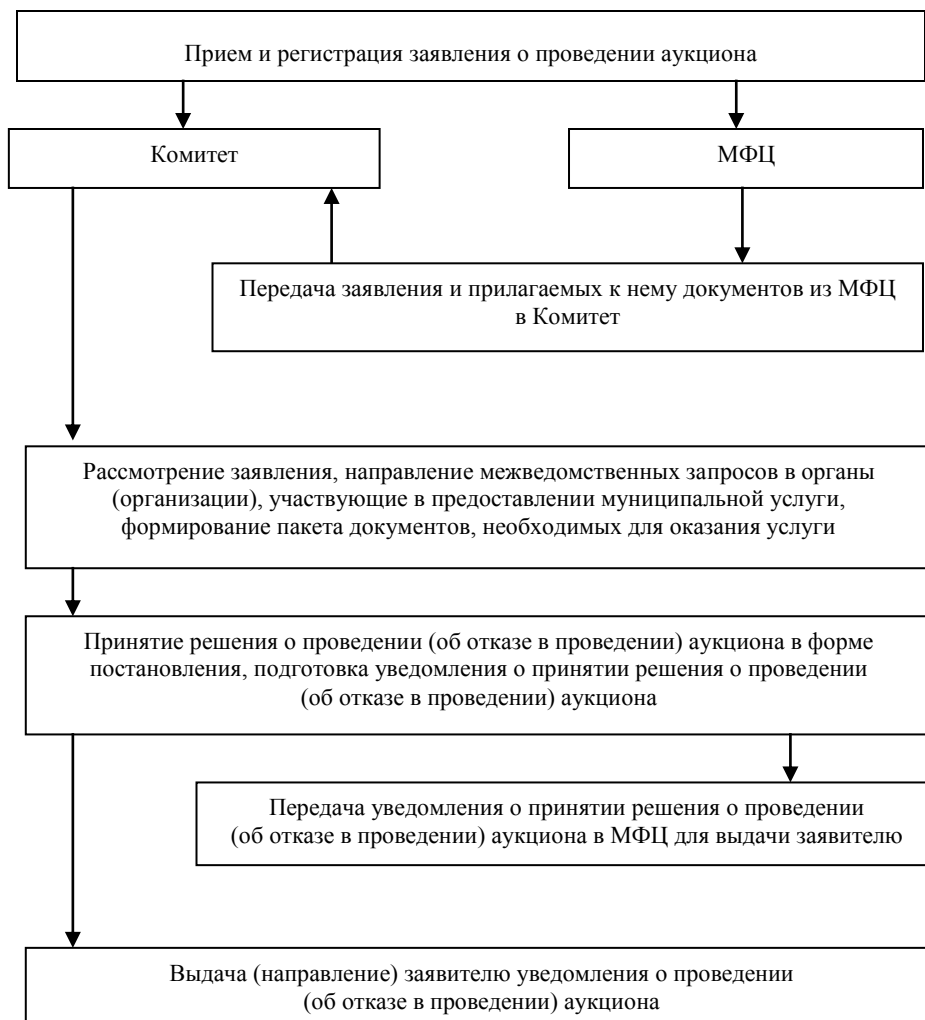 Прием и регистрация заявления о проведении аукциона
Комитет
МФЦ
Передача заявления и прилагаемых к нему документов из МФЦ
в Комитет
Рассмотрение заявления, направление межведомственных запросов в органы
(организации), участвующие в предоставлении муниципальной услуги,
формирование пакета документов, необходимых для оказания услуги
Принятие решения о проведении (об отказе в проведении) аукциона в форме
постановления, подготовка уведомления о принятии решения о проведении
(об отказе в проведении) аукциона
Передача уведомления о принятии решения о проведении
(об отказе в проведении) аукциона в МФЦ для выдачи заявителю
Выдача (направление) заявителю уведомления о проведении
(об отказе в проведении) аукциона